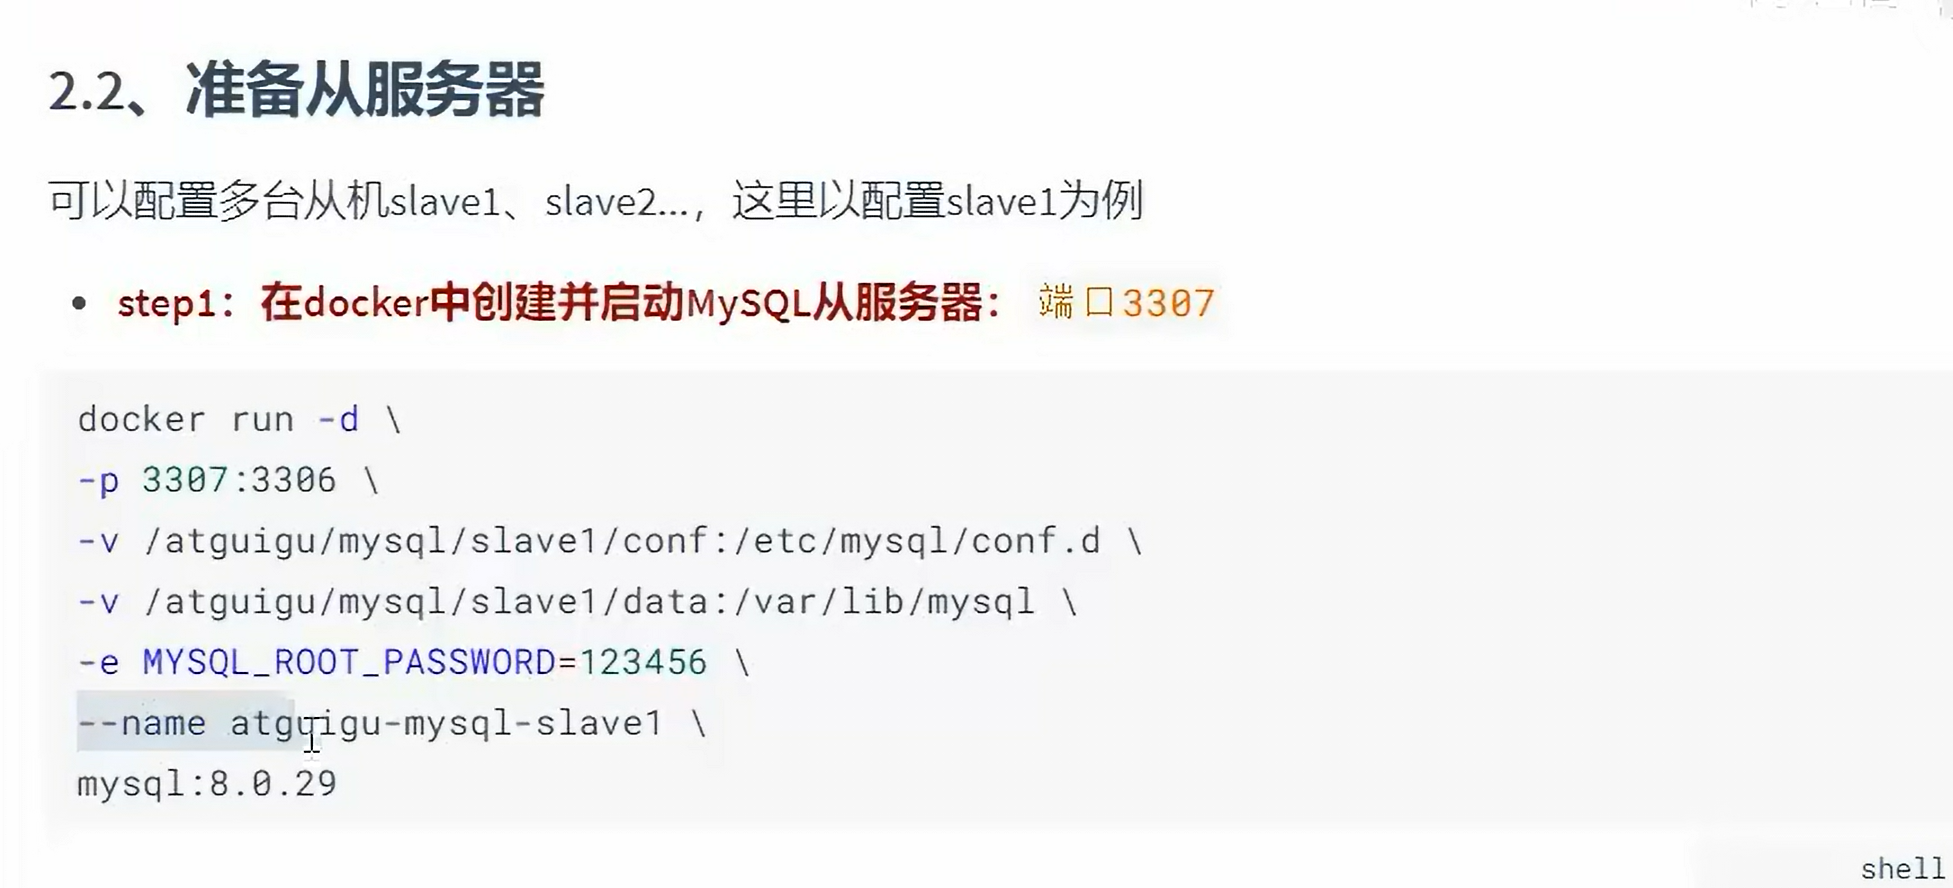 2.2、准备从服务器
可以配置多台从机slave1、slave2...，这里以配置slave1为例
• step1：在docker中创建并启动MySQL从服务器： 端口3307
docker run -d \
-p 3307:3306 \
-v /atguigu/mysql/slave1/conf:/etc/mysql/conf.d \
-v /atguigu/mysql/slave1/data:/var/lib/mysql \
-e MYSQL_ROOT_PASSWORD=123456 \
--name atguigu-mysql-slave1 \
mysql:8.0.29
shell